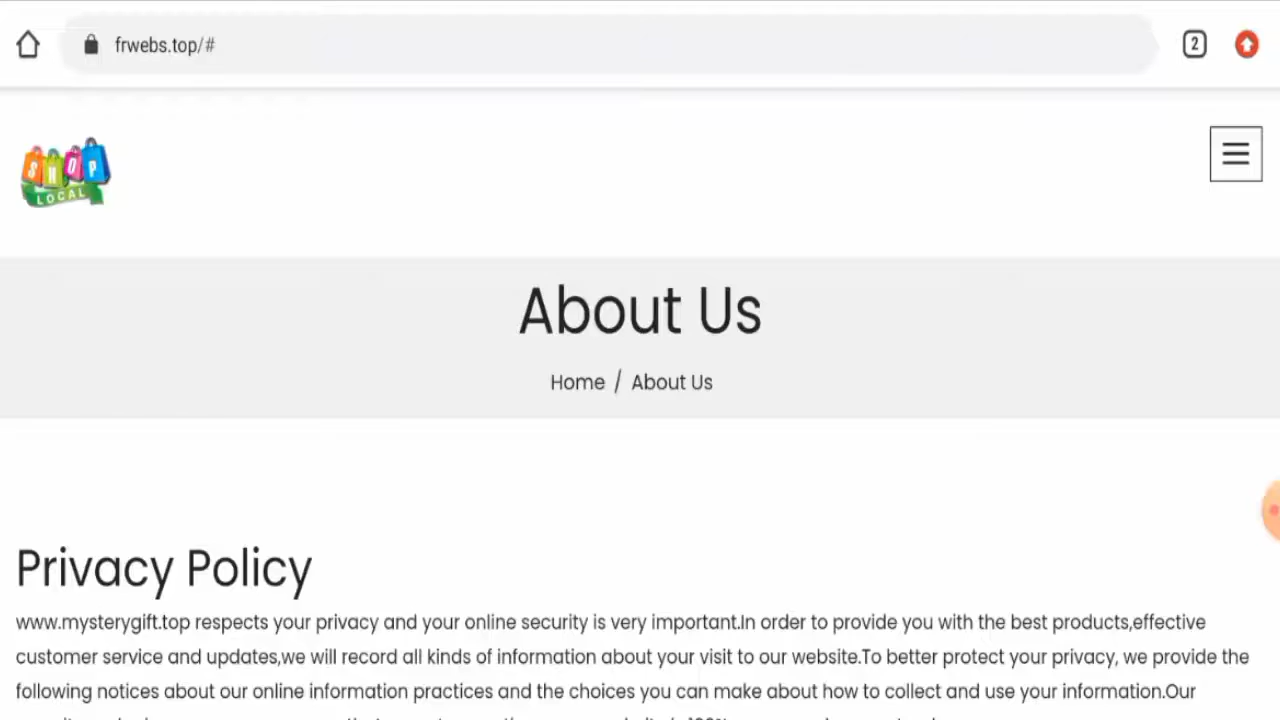 frwebs.top/#
2
SHOP
LOCAL
About Us
Home / About Us
Privacy Policy
www.mysterygift.top respects your privacy and your online security is very important.In order to provide you with the best products,effective
customer service and updates,we will record all kinds of information about your visit to our website.To better protect your privacy, we provide the
following notices about our online information practices and the choices you can make about how to collect and use your information.Our